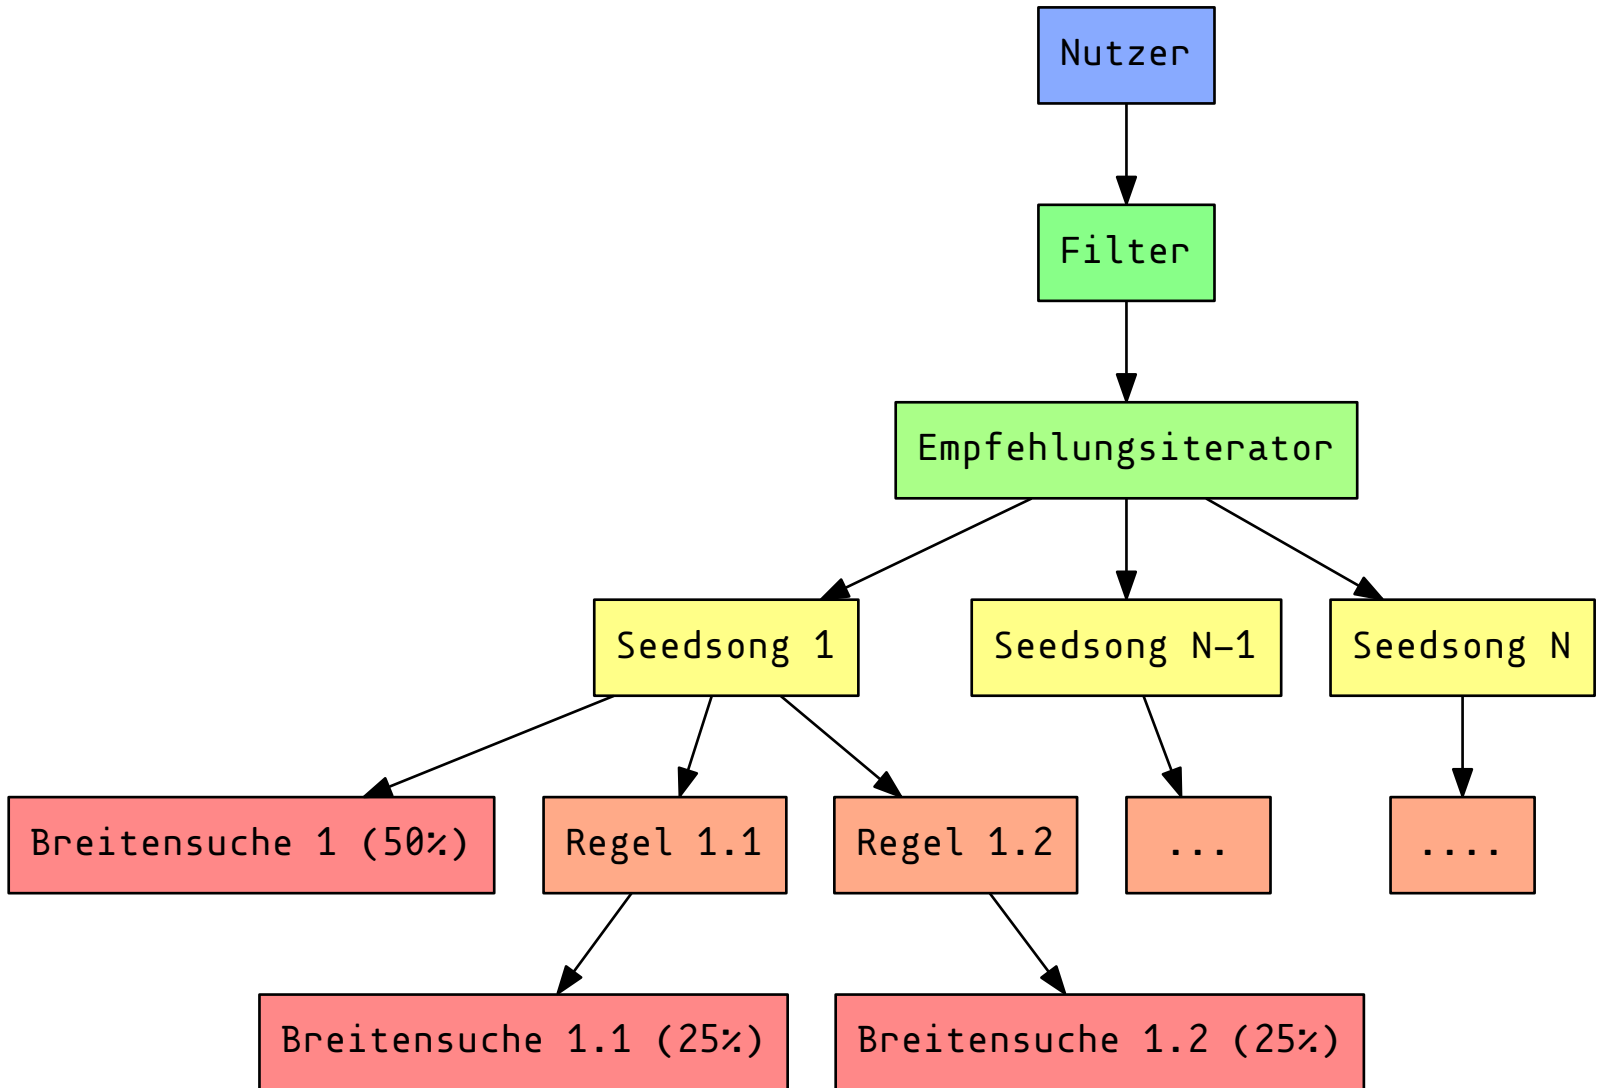 Nutzer
Filter
Empfehlungsiterator
Seedsong 1
Seedsong N-1
Seedsong N
Breitensuche 1 (50%)
Regel 1.1
Regel 1.2
...
....
Breitensuche 1.1 (25%)
Breitensuche 1.2 (25%)